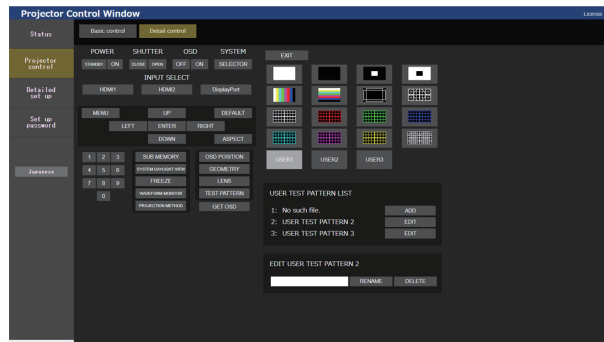 Projector Control Window
License
Status
Projector control
Detailed set up
Set up password
Japanese
Basic control
Detail control
POWER SHUTTER OSD SYSTEM
STANDBY ON CLOSE OPEN OFF ON SELECTOR
INPUT SELECT
HDMI1 HDMI2 DisplayPort
MENU UP DEFAULT
LEFT ENTER RIGHT
DOWN ASPECT
1 2 3 SUB MEMORY OSD POSITION
4 5 6 SYSTEM DAYLIGHT VIEW GEOMETRY
7 8 9 FREEZE LENS
0 WAVEFORM MONITOR TEST PATTERN
PROJECTION METHOD GET OSD
EXIT
USER1 USER2 USER3
USER TEST PATTERN LIST
1: No such file. ADD
2: USER TEST PATTERN 2 EDIT
3: USER TEST PATTERN 3 EDIT
EDIT USER TEST PATTERN 2
RENAME DELETE